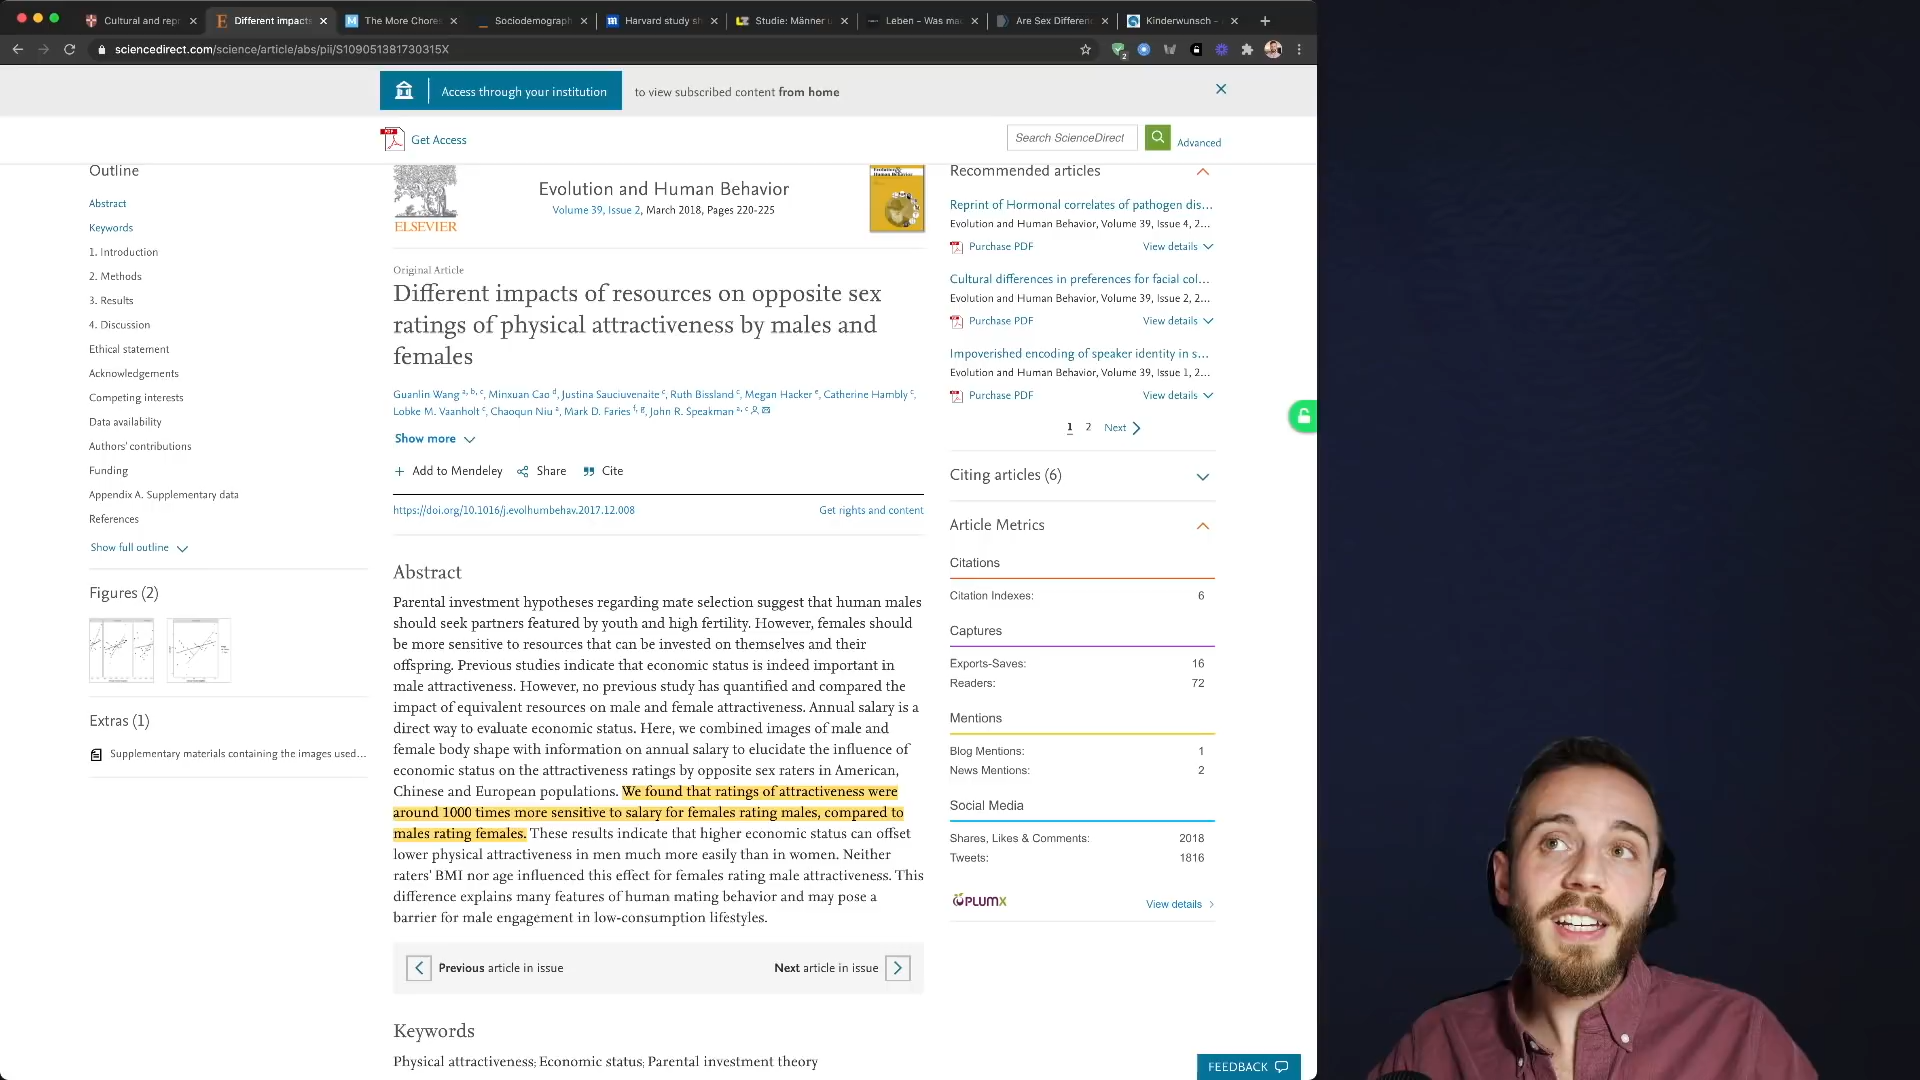 Cultural and repr
Different impacts
The More Chores
Sociodemograph
Harvard study sh
Studie: Männer u
Leben - Was ma
Are Sex Differen
Kinderwunsch -
sciencedirect.com/science/article/abs/pii/S109051381730315X
Access through your institution
to view subscribed content from home
Get Access
Search ScienceDirect
Advanced
Outline
Abstract
Keywords
1. Introduction
2. Methods
3. Results
4. Discussion
Ethical statement
Acknowledgements
Competing interests
Data availability
Authors' contributions
Funding
Appendix A. Supplementary data
References
Show full outline
Figures (2)
Extras (1)
Supplementary materials containing the images used...
ELSEVIER
Evolution and Human Behavior
Volume 39, Issue 2, March 2018, Pages 220-225
Original Article
Different impacts of resources on opposite sex
ratings of physical attractiveness by males and
females
Guanlin Wang a, b, c, Minxuan Cao d, Justina Sauciuvenaite c, Ruth Bissland c, Megan Hacker e, Catherine Hambly c,
Lobke M. Vaanholt c, Chaoqun Niu a, Mark D. Faries f, g, John R. Speakman a, c
Show more
Add to Mendeley
Share
Cite
https://doi.org/10.1016/j.evolhumbehav.2017.12.008
Get rights and content
Abstract
Parental investment hypotheses regarding mate selection suggest that human males
should seek partners featured by youth and high fertility. However, females should
be more sensitive to resources that can be invested on themselves and their
offspring. Previous studies indicate that economic status is indeed important in
male attractiveness. However, no previous study has quantified and compared the
impact of equivalent resources on male and female attractiveness. Annual salary is a
direct way to evaluate economic status. Here, we combined images of male and
female body shape with information on annual salary to elucidate the influence of
economic status on the attractiveness ratings by opposite sex raters in American,
Chinese and European populations. We found that ratings of attractiveness were
around 1000 times more sensitive to salary for females rating males, compared to
males rating females. These results indicate that higher economic status can offset
lower physical attractiveness in men much more easily than in women. Neither
raters' BMI nor age influenced this effect for females rating male attractiveness. This
difference explains many features of human mating behavior and may pose a
barrier for male engagement in low-consumption lifestyles.
Previous article in issue
Next article in issue
Keywords
Physical attractiveness; Economic status; Parental investment theory
Recommended articles
Reprint of Hormonal correlates of pathogen dis...
Evolution and Human Behavior, Volume 39, Issue 4, 2...
Purchase PDF
View details
Cultural differences in preferences for facial col...
Evolution and Human Behavior, Volume 39, Issue 2, 2...
Purchase PDF
View details
Impoverished encoding of speaker identity in s...
Evolution and Human Behavior, Volume 39, Issue 1, 2...
Purchase PDF
View details
1 2 Next
Citing articles (6)
Article Metrics
Citations
Citation Indexes: 6
Captures
Exports-Saves: 16
Readers: 72
Mentions
Blog Mentions: 1
News Mentions: 2
Social Media
Shares, Likes & Comments: 2018
Tweets: 1816
PLUMX
View details
FEEDBACK